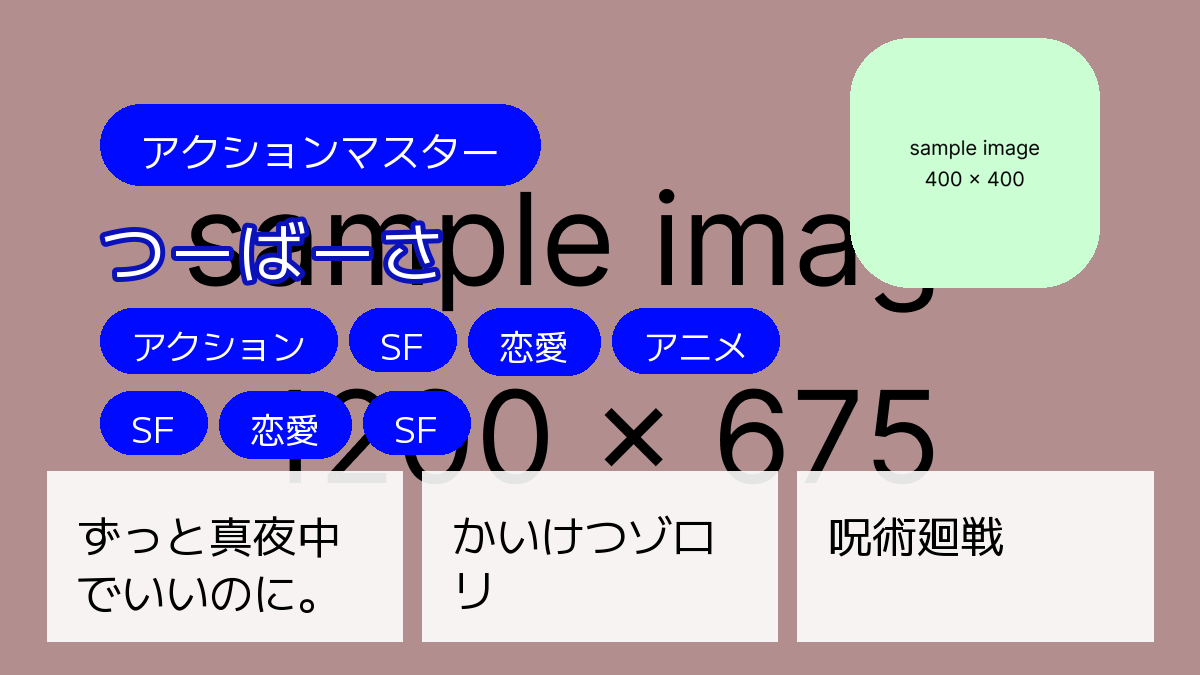 アクションマスター
sample image
400 × 400
sample imag
つーばーさ
アクション SF 恋愛 アニメ
1200 × 675
SF 恋愛 SF
ずっと真夜中
でいいのに。
かいけつゾロ
リ
呪術廻戦